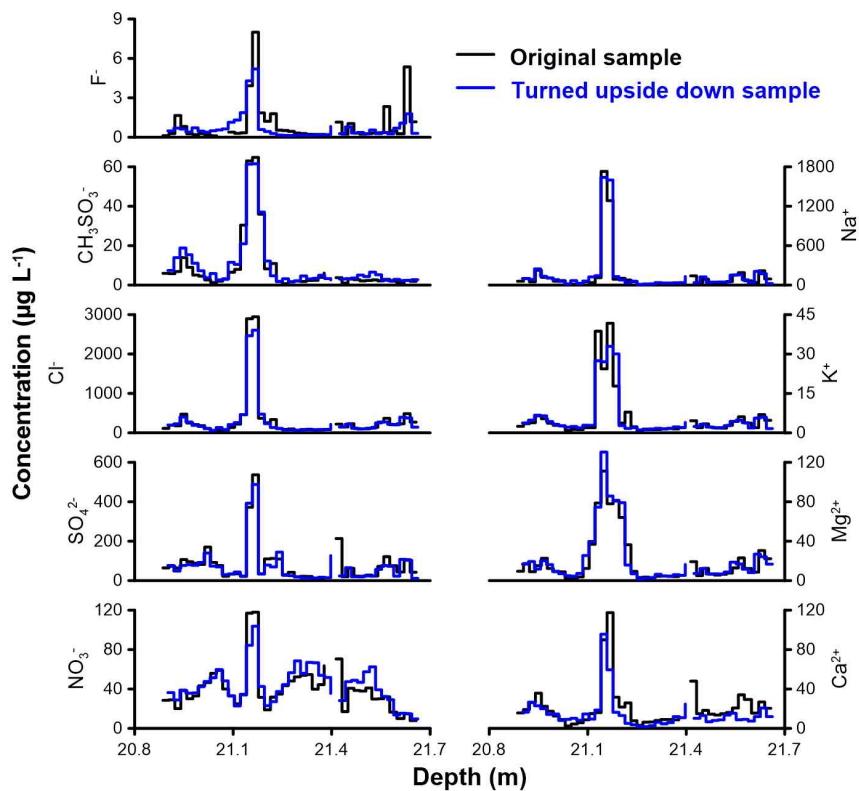 Original sample
Turned upside down sample
Concentration (µg L⁻¹)
F⁻
9
6
3
0
CH₃SO₃⁻
60
40
20
0
1800
1200
600
0
Na⁺
Cl⁻
3000
2000
1000
0
45
30
15
0
K⁺
SO₄²⁻
600
400
200
0
120
80
40
0
Mg²⁺
NO₃⁻
120
80
40
0
120
80
40
0
Ca²⁺
20.8 21.1 21.4 21.7 20.8 21.1 21.4 21.7
Depth (m)